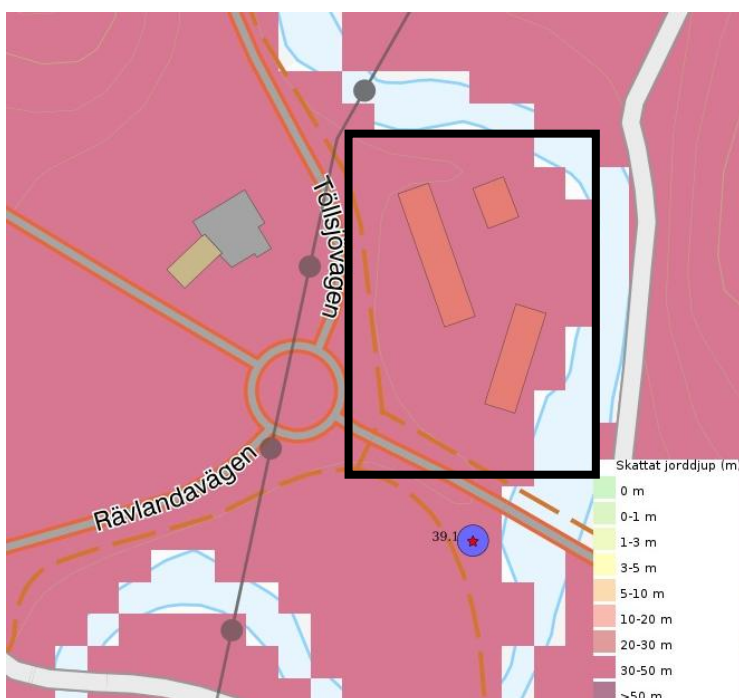 Töllsjövägen
Rävlandavägen
39.1
Skattat jorddjup (m
0 m
0-1 m
1-3 m
3-5 m
5-10 m
10-20 m
20-30 m
30-50 m
>50 m